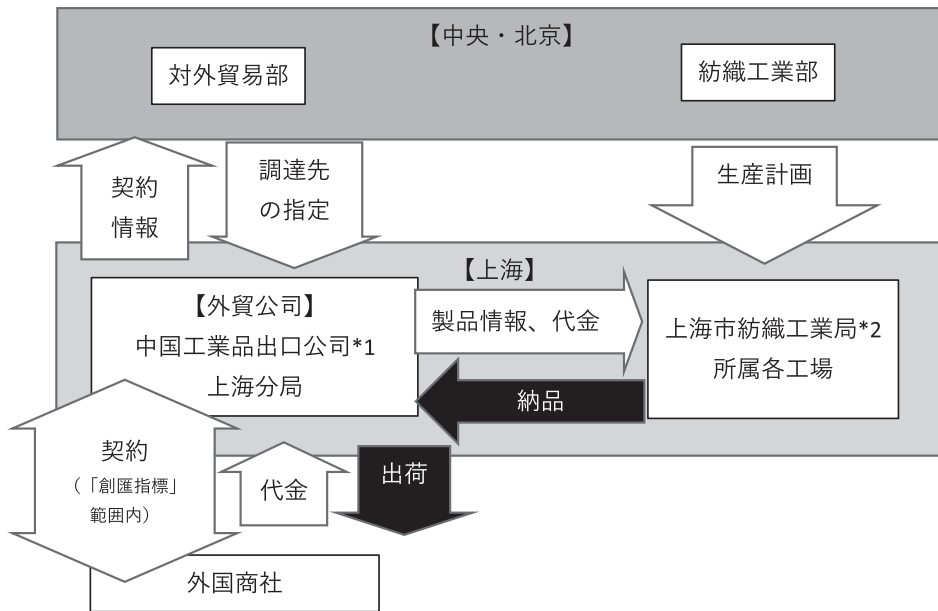 【中央・北京】
対外貿易部
紡織工業部
契約
情報
調達先
の指定
生産計画
【上海】
【外貿公司】
中国工業品出口公司*1
上海分局
製品情報、代金
上海市紡織工業局*2
所属各工場
納品
契約
（「創匯指標」
範囲内）
代金
出荷
外国商社